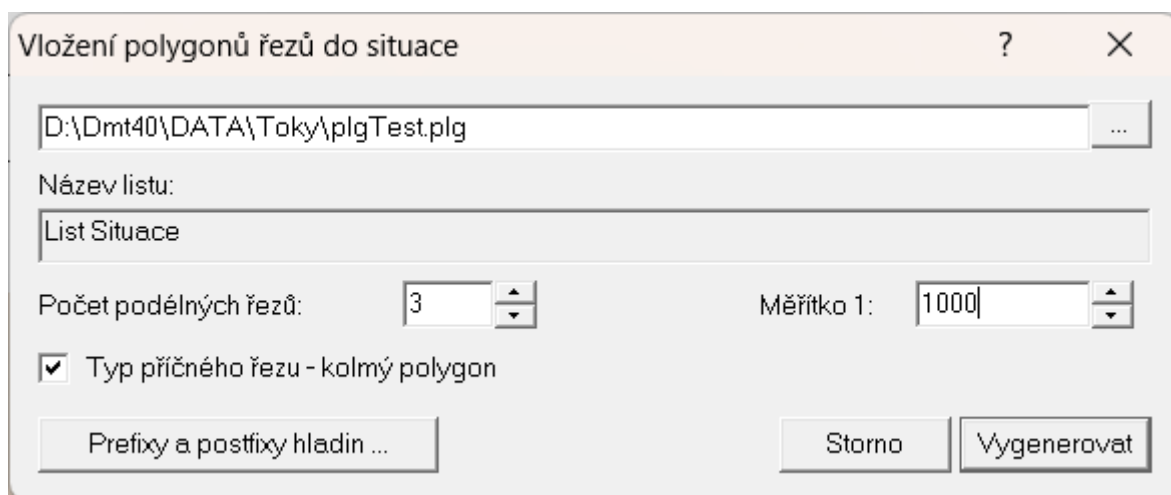 Vložení polygonů řezů do situace ?
D:\Dmt40\DATA\Toky\plgTest.plg ...
Název listu:
List Situace
Počet podélných řezů: 3 Měřítko 1: 1000
Typ příčného řezu - kolmý polygon
Prefixy a postfixy hladin ... Storno Vygenerovat